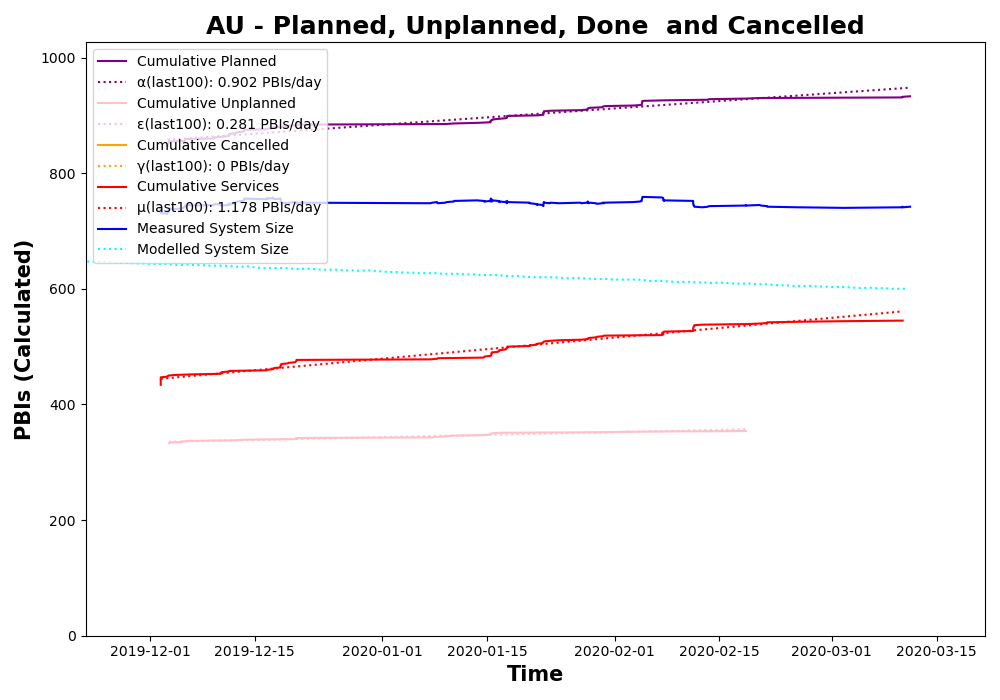 AU - Planned, Unplanned, Done  and Cancelled
1000
800
600
400
200
0
PBIs (Calculated)
Cumulative Planned
α(last100): 0.902 PBIs/day
Cumulative Unplanned
ε(last100): 0.281 PBIs/day
Cumulative Cancelled
γ(last100): 0 PBIs/day
Cumulative Services
μ(last100): 1.178 PBIs/day
Measured System Size
Modelled System Size
2019-12-01 2019-12-15 2020-01-01 2020-01-15 2020-02-01 2020-02-15 2020-03-01 2020-03-15
Time